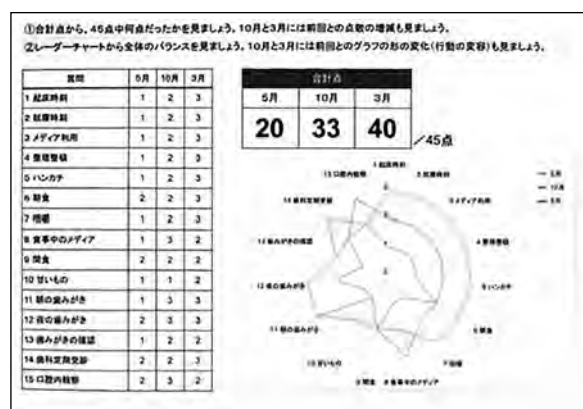 ①合計点から、45点中何点だったかを見ましょう。10月と3月には前回との点数の増減も見ましょう。
②レーダーチャートから全体のバランスを見ましょう。10月と3月には前回とのグラフの形の変化(行動の変容)も見ましょう。
質問 5月 10月 3月
1 起床時刻 1 2 3
2 就寝時刻 1 2 3
3 メディア利用 1 2 3
4 整理整頓 1 2 3
5 ハンカチ 1 2 3
6 朝食 2 2 3
7 咀嚼 1 2 3
8 食事中のメディア 1 3 2
9 間食 2 2 2
10 甘いもの 1 1 2
11 朝の歯みがき 1 3 3
12 夜の歯みがき 2 3 3
13 歯みがきの確認 1 2 2
14 歯科定期受診 2 2 3
15 口腔内観察 2 3 2
合計点
5月 10月 3月
20 33 40
/45点
1 起床時刻
2 就寝時刻
3 メディア利用
4 整理整頓
5 ハンカチ
6 朝食
7 咀嚼
8 食事中のメディア
9 間食
10 甘いもの
11 朝の歯みがき
12 夜の歯みがき
13 歯みがきの確認
14 歯科定期受診
15 口腔内観察
5月
10月
3月